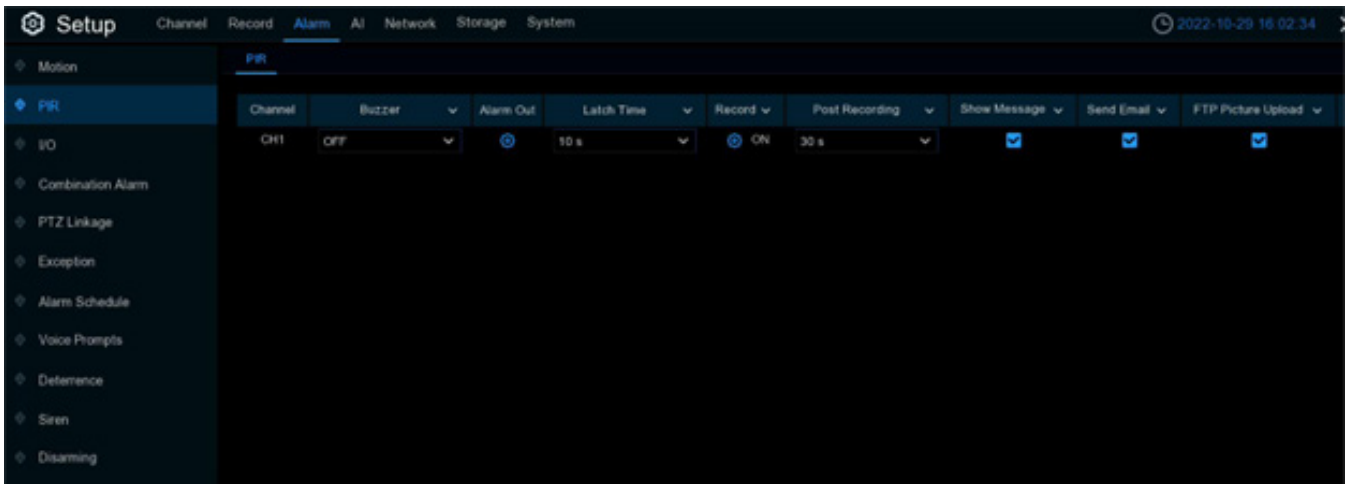 Setup Channel Record Alarm AI Network Storage System 2022-10-29 16:02:34
Motion
PIR
PIR
Channel Buzzer Alarm Out Latch Time Record Post Recording Show Message Send Email FTP Picture Upload
I/O
CH1 OFF 10 s ON 30 s
Combination Alarm
PTZ Linkage
Exception
Alarm Schedule
Voice Prompts
Deterrence
Siren
Disarming